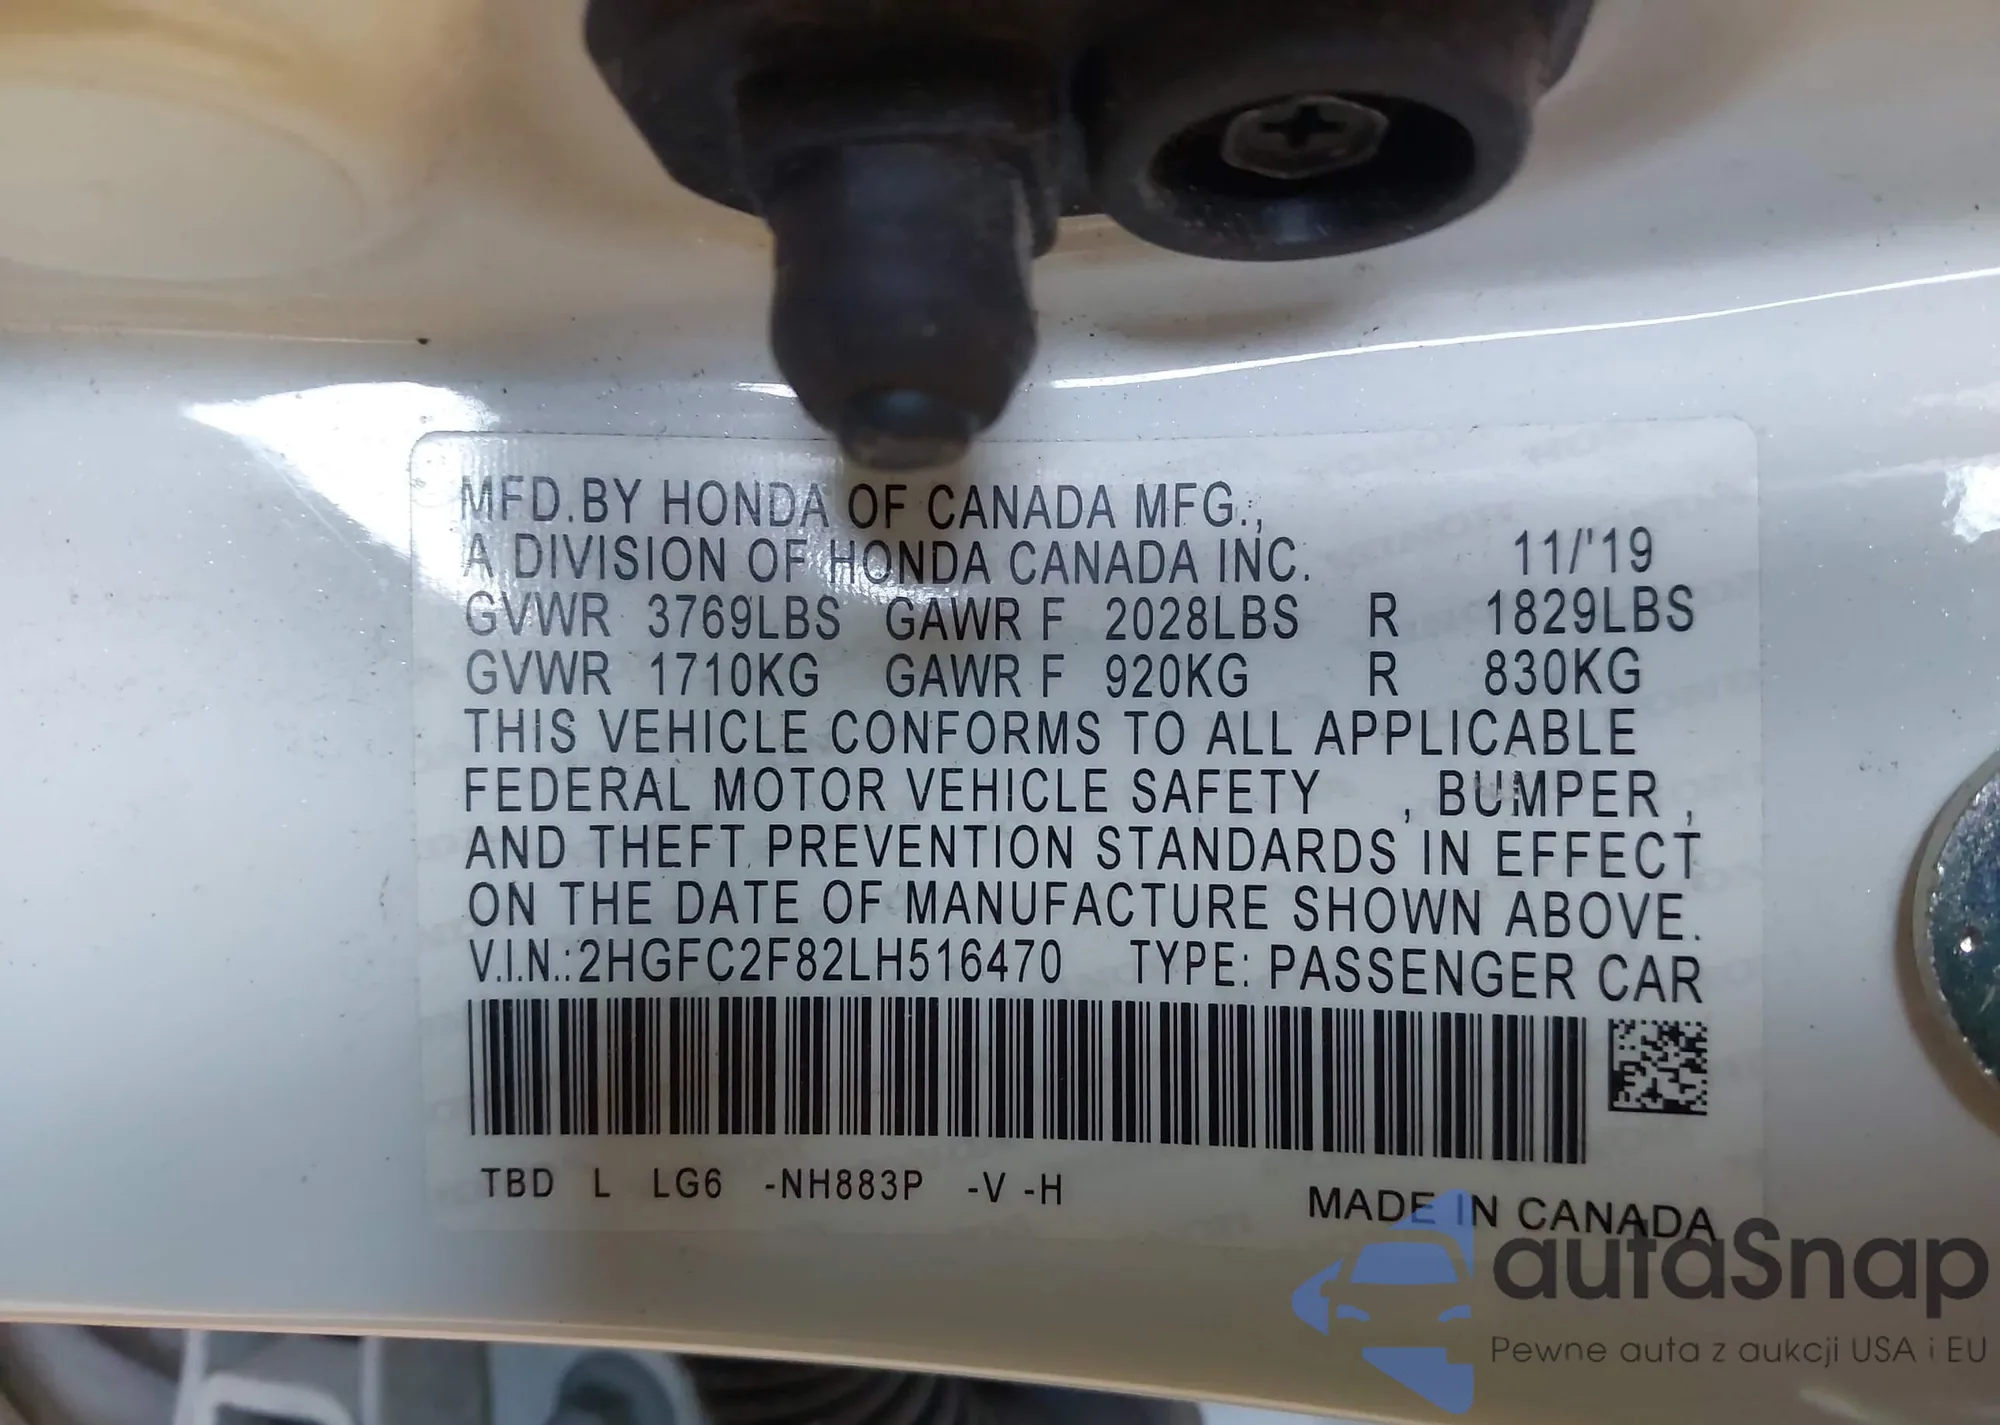 MFD.BY HONDA OF CANADA MFG.,
A DIVISION OF HONDA CANADA INC. 11/'19
GVWR 3769LBS GAWR F 2028LBS R 1829LBS
GVWR 1710KG GAWR F 920KG R 830KG
THIS VEHICLE CONFORMS TO ALL APPLICABLE
FEDERAL MOTOR VEHICLE SAFETY , BUMPER ,
AND THEFT PREVENTION STANDARDS IN EFFECT
ON THE DATE OF MANUFACTURE SHOWN ABOVE.
V.I.N.:2HGFC2F82LH516470 TYPE: PASSENGER CAR
TBD L LG6 -NH883P -V -H
MADE IN CANADA
autaSnap
Pewne auta z aukcji USA i EU